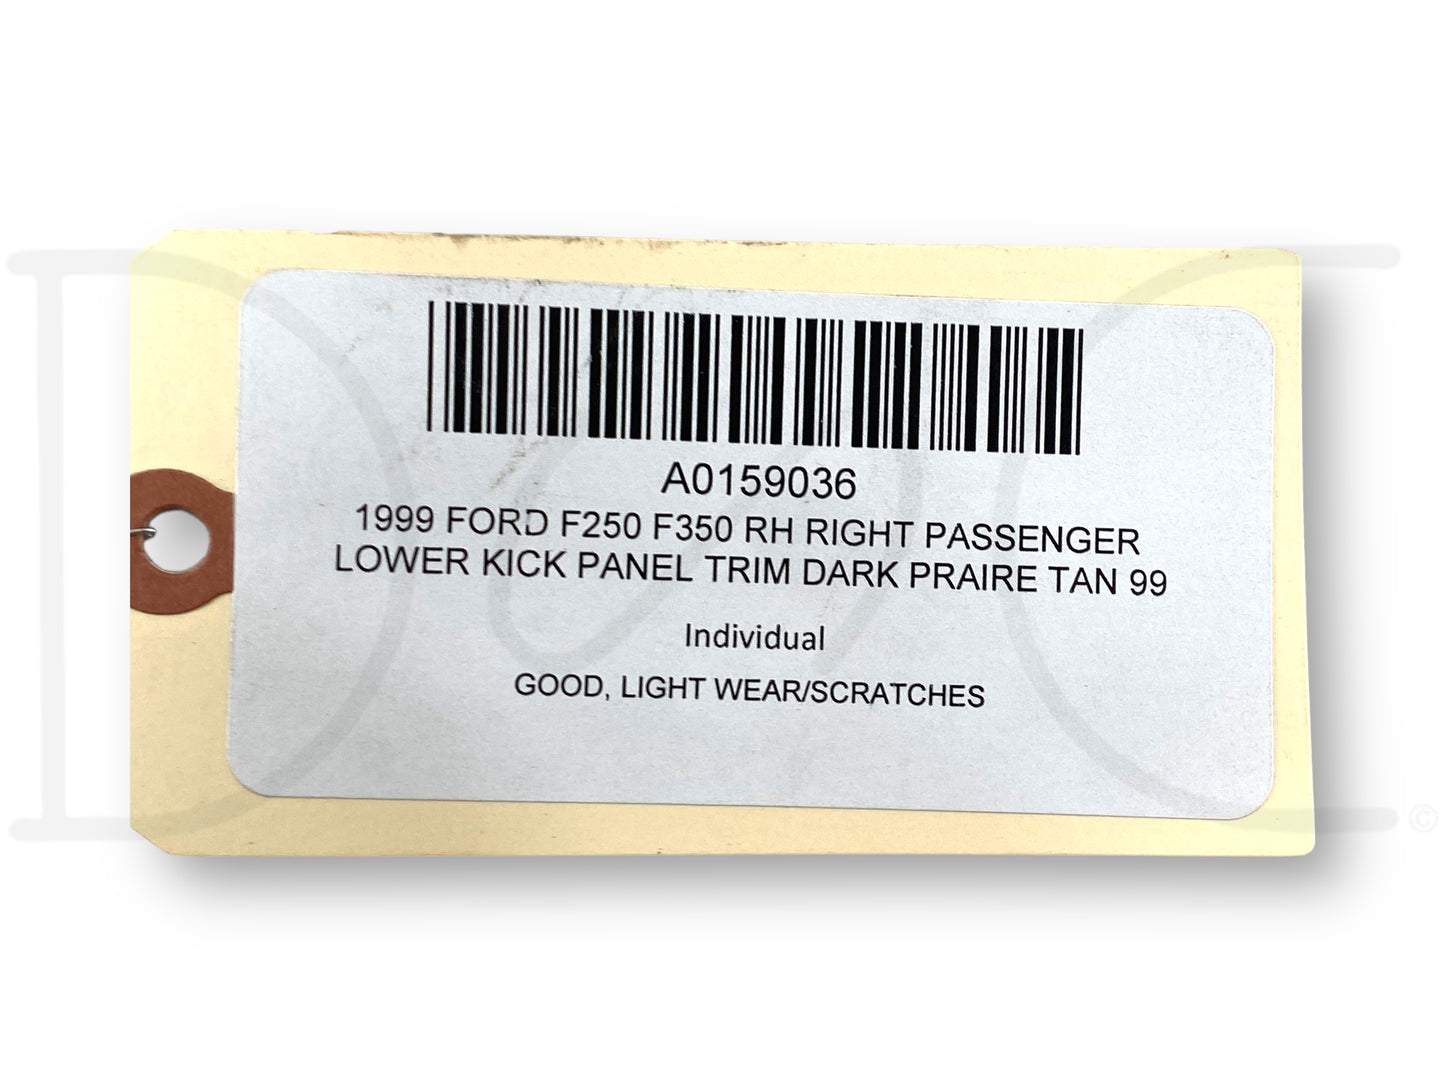 A0159036
1999 FORD F250 F350 RH RIGHT PASSENGER
LOWER KICK PANEL TRIM DARK PRAIRE TAN 99
Individual
GOOD, LIGHT WEAR/SCRATCHES